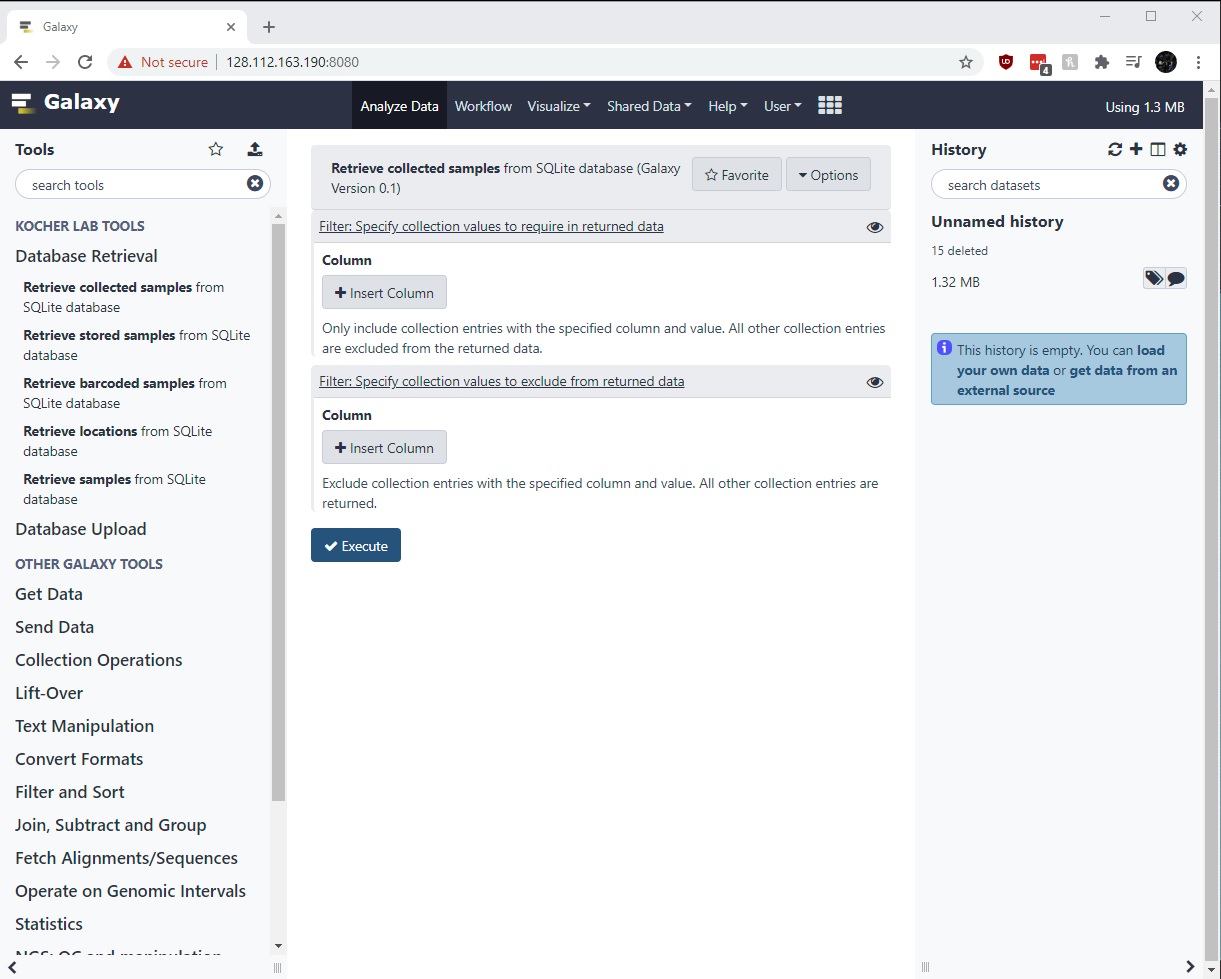 Galaxy
Not secure
128.112.163.190:8080
4
Galaxy
Analyze Data
Workflow
Visualize
Shared Data
Help
User
Using 1.3 MB
Tools
search tools
KOCHER LAB TOOLS
Database Retrieval
Retrieve collected samples from
SQLite database
Retrieve stored samples from SQLite
database
Retrieve barcoded samples from
SQLite database
Retrieve locations from SQLite
database
Retrieve samples from SQLite
database
Database Upload
OTHER GALAXY TOOLS
Get Data
Send Data
Collection Operations
Lift-Over
Text Manipulation
Convert Formats
Filter and Sort
Join, Subtract and Group
Fetch Alignments/Sequences
Operate on Genomic Intervals
Statistics
NGS: QC and manipulation
Retrieve collected samples from SQLite database (Galaxy
Version 0.1)
Favorite
Options
Filter: Specify collection values to require in returned data
Column
Insert Column
Only include collection entries with the specified column and value. All other collection entries
are excluded from the returned data.
Filter: Specify collection values to exclude from returned data
Column
Insert Column
Exclude collection entries with the specified column and value. All other collection entries are
returned.
Execute
History
search datasets
Unnamed history
15 deleted
1.32 MB
This history is empty. You can load
your own data or get data from an
external source